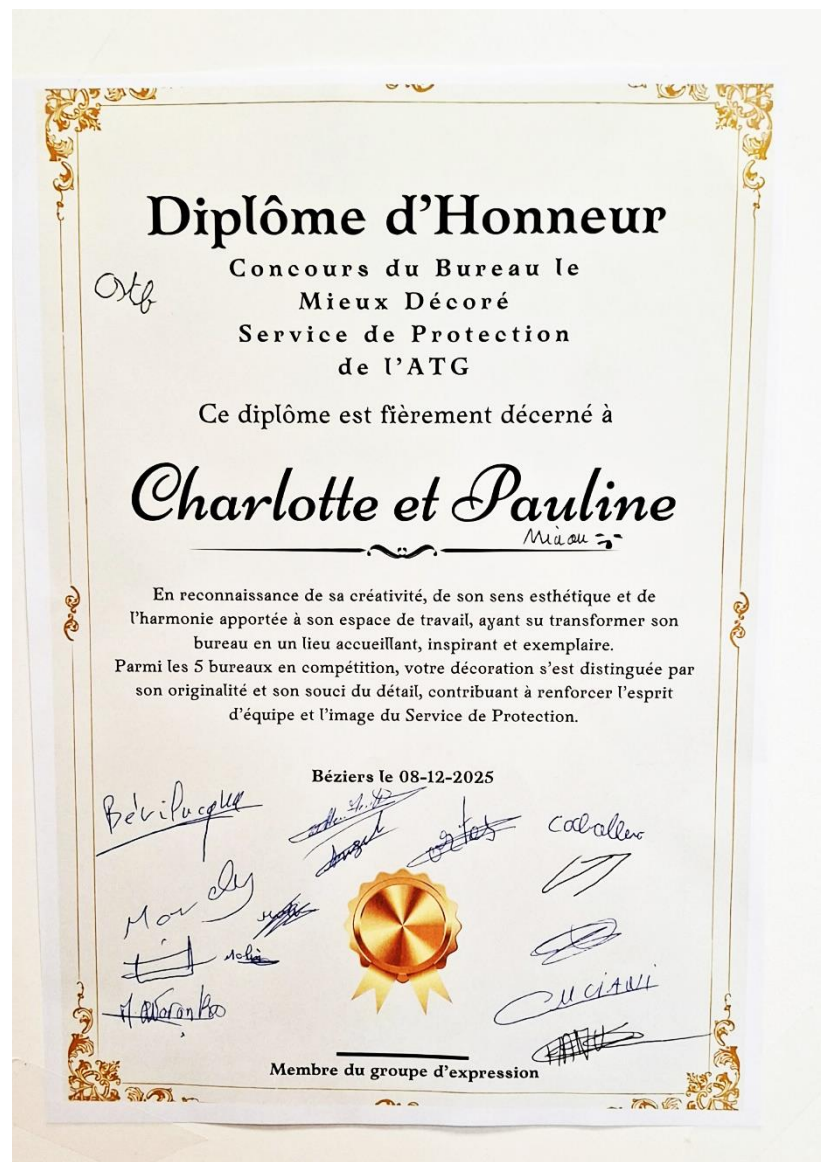 Diplôme d’Honneur
Concours du Bureau le
Mieux Décoré
Service de Protection
de l’ATG
Ce diplôme est fièrement décerné à
Charlotte et Pauline
Miaou
En reconnaissance de sa créativité, de son sens esthétique et de
l’harmonie apportée à son espace de travail, ayant su transformer son
bureau en un lieu accueillant, inspirant et exemplaire.
Parmi les 5 bureaux en compétition, votre décoration s’est distinguée par
son originalité et son souci du détail, contribuant à renforcer l’esprit
d’équipe et l’image du Service de Protection.
Béziers le 08-12-2025
Caballero
Membre du groupe d’expression